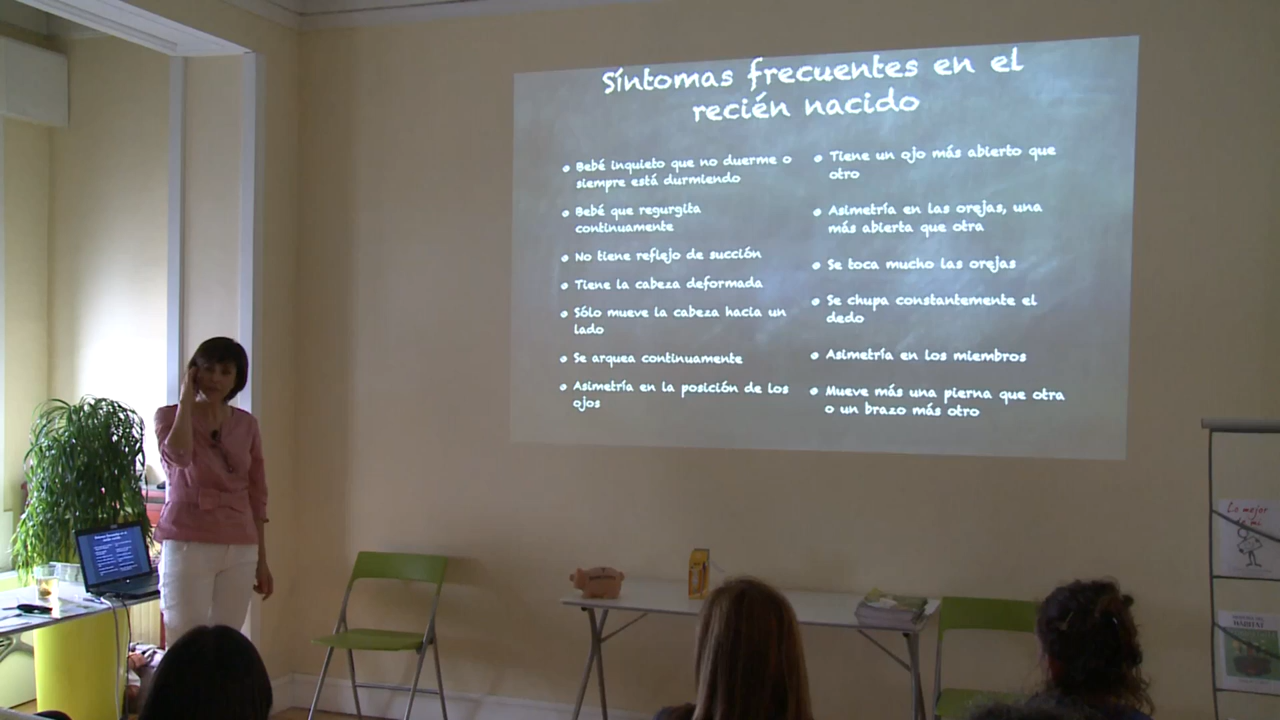 Síntomas frecuentes en el
recién nacido
• Bebé inquieto que no duerme o
siempre está durmiendo
• Bebé que regurgita
continuamente
• No tiene reflejo de succión
• Tiene la cabeza deformada
• Sólo mueve la cabeza hacia un
lado
• Se arquea continuamente
• Asimetría en la posición de los
ojos
• Tiene un ojo más abierto que
otro
• Asimetría en las orejas, una
más abierta que otra
• Se toca mucho las orejas
• Se chupa constantemente el
dedo
• Asimetría en los miembros
• Mueve más una pierna que otra
o un brazo más otro
Lo mejor
de mi
HABITAT